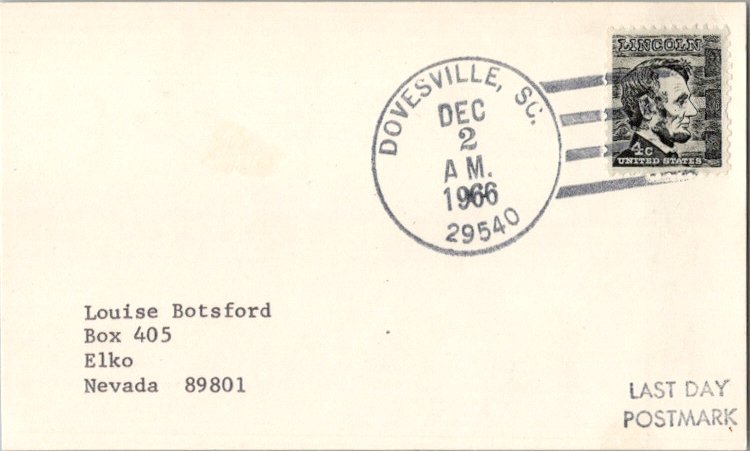 LINCOLN
4c
UNITED STATES
DOVESVILLE, SC.
DEC
2
A M.
1966
29540
Louise Botsford
Box 405
Elko
Nevada 89801
LAST DAY
POSTMARK